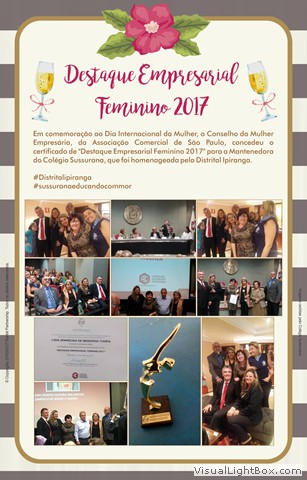 Destaque Empresarial
Feminino 2017
Em comemoração ao Dia Internacional da Mulher, o Conselho da Mulher
Empresária, da Associação Comercial de São Paulo, concedeu o
certificado de "Destaque Empresarial Feminino 2017" para a Mantenedora
do Colégio Sussurana, que foi homenageada pela Distrital Ipiranga.
#DistritalIpiranga
#sussuranaeducandocommor
VisualLightBox.com